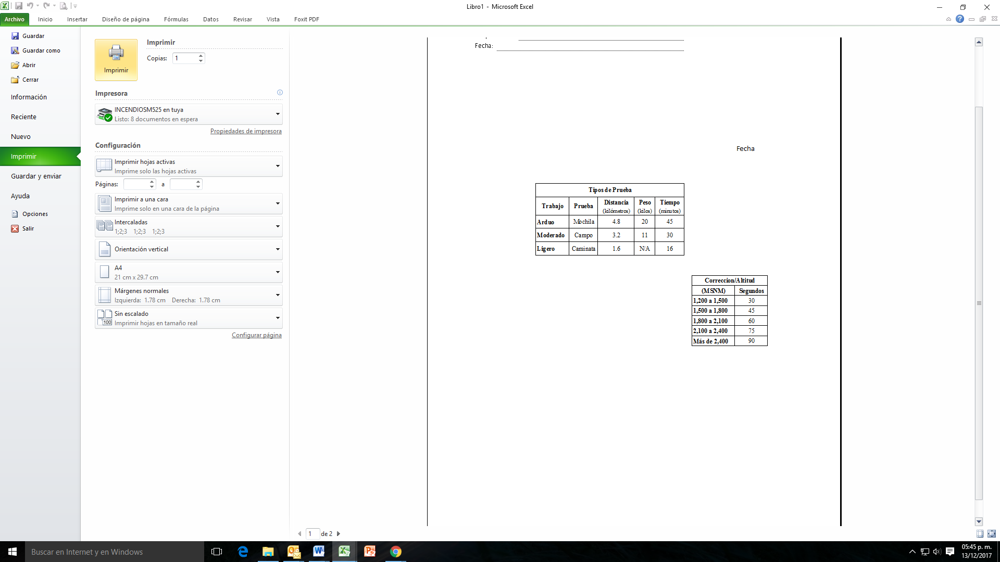 Libro1 - Microsoft Excel
Archivo Inicio Insertar Diseño de página Fórmulas Datos Revisar Vista Foxit PDF
Guardar
Guardar como
Abrir
Cerrar
Información
Reciente
Nuevo
Imprimir
Guardar y enviar
Ayuda
Opciones
Salir
Imprimir
Imprimir
Copias: 1
Impresora
INCENDIOSM525 en tuya
Listo: 8 documentos en espera
Propiedades de impresora
Configuración
Imprimir hojas activas
Imprime solo las hojas activas
Páginas: a
Imprimir a una cara
Imprime solo en una cara de la página
Intercaladas
1;2;3 1;2;3 1;2;3
Orientación vertical
A4
21 cm x 29.7 cm
Márgenes normales
Izquierda: 1.78 cm Derecha: 1.78 cm
Sin escalado
100
Imprimir hojas en tamaño real
Configurar página
Fecha:
Fecha
Tipos de Prueba
Trabajo Prueba Distancia Peso Tiempo
(kilómetros) (kilos) (minutos)
Arduo Mochila 4.8 20 45
Moderado Campo 3.2 11 30
Ligero Caminata 1.6 N/A 16
Correccion/Altitud
(MSNM) Segundos
1,200 a 1,500 30
1,500 a 1,800 45
1,800 a 2,100 60
2,100 a 2,400 75
Más de 2,400 90
1 de 2
Buscar en Internet y en Windows
05:45 p. m.
13/12/2017